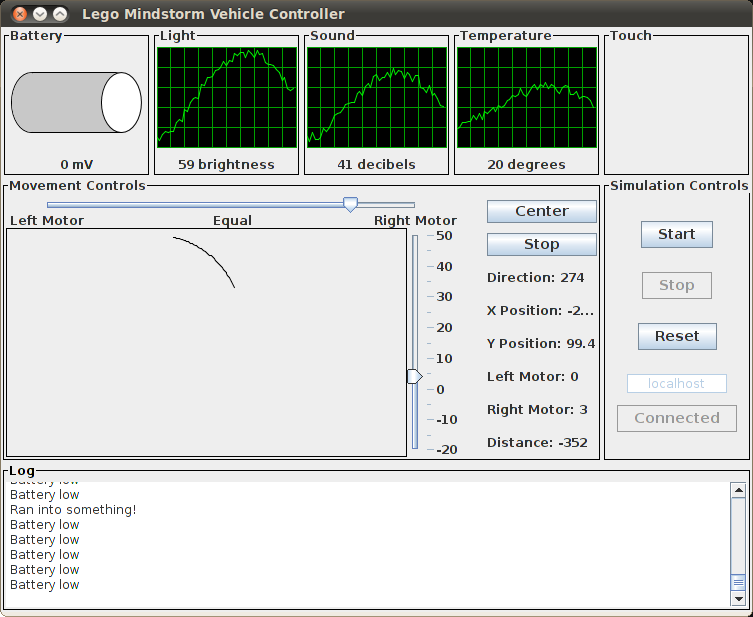 Lego Mindstorm Vehicle Controller
Battery
Light
Sound
Temperature
Touch
0 mV
59 brightness
41 decibels
20 degrees
Movement Controls
Left Motor
Equal
Right Motor
50
40
30
20
10
0
-10
-20
Center
Stop
Direction: 274
X Position: -2...
Y Position: 99.4
Left Motor: 0
Right Motor: 3
Distance: -352
Simulation Controls
Start
Stop
Reset
localhost
Connected
Log
Battery low
Battery low
Ran into something!
Battery low
Battery low
Battery low
Battery low
Battery low